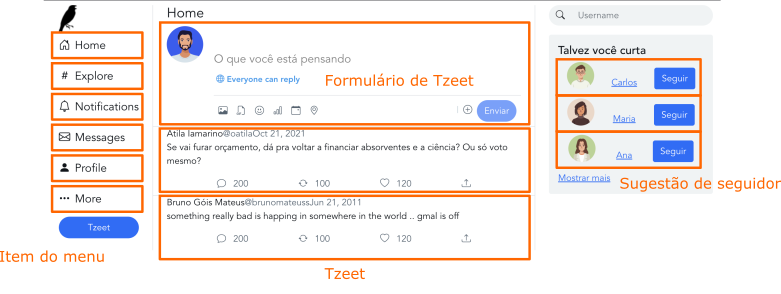 Home
Explore
Notifications
Messages
Profile
More
Tzeet
Item do menu
Home
O que você está pensando
Everyone can reply
Formulário de Tzeet
Enviar
Atila Iamarino@oatilaOct 21, 2021
Se vai furar orçamento, dá pra voltar a financiar absorventes e a ciência? Ou só voto
mesmo?
200 100 120
Bruno Góis Mateus@brunomateussJun 21, 2011
something really bad is happing in somewhere in the world .. gmal is off
200 100 120
Tzeet
Username
Talvez você curta
Carlos Seguir
Maria Seguir
Ana Seguir
Mostrar mais
Sugestão de seguidor